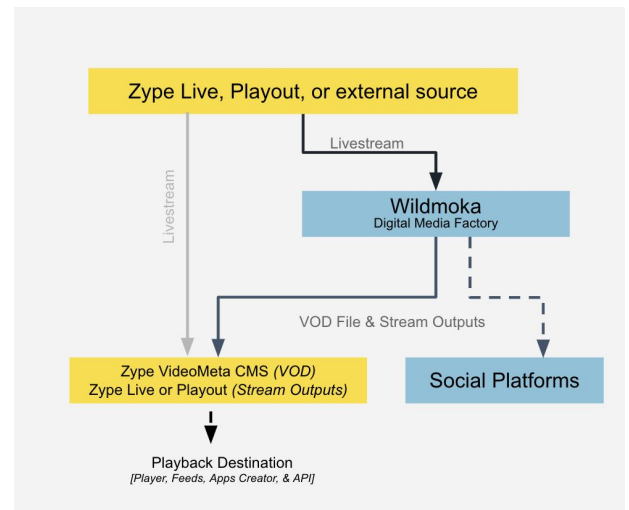 Zype Live, Playout, or external source
Livestream
Livestream
Wildmoka
Digital Media Factory
VOD File & Stream Outputs
Zype VideoMeta CMS (VOD)
Zype Live or Playout (Stream Outputs)
Social Platforms
Playback Destination
[Player, Feeds, Apps Creator, & API]